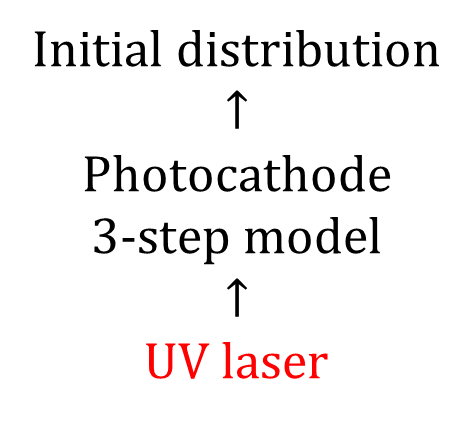 Initial distribution
↑
Photocathode
3-step model
↑
UV laser